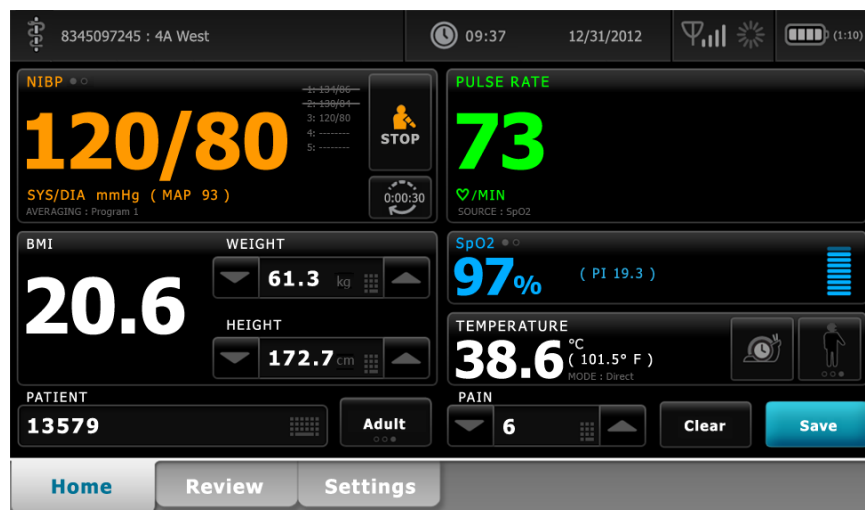 8345097245 : 4A West
09:37
12/31/2012
(1:10)
NIBP
1: 134/86
2: 130/84
3: 120/80
4: --------
5: --------
120/80
STOP
SYS/DIA mmHg ( MAP 93 )
AVERAGING : Program 1
0:00:30
PULSE RATE
73
♡/MIN
SOURCE : SpO2
BMI
20.6
WEIGHT
61.3 kg
HEIGHT
172.7 cm
SpO2
97%
( PI 19.3 )
TEMPERATURE
38.6 °C
( 101.5° F )
MODE : Direct
PATIENT
13579
Adult
PAIN
6
Clear
Save
Home
Review
Settings